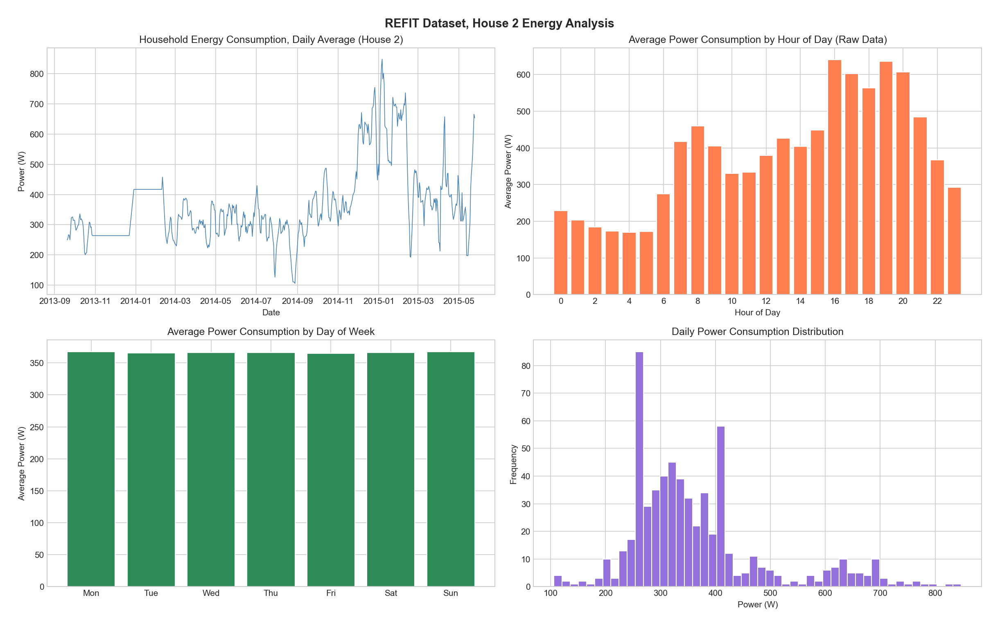 REFIT Dataset, House 2 Energy Analysis
Household Energy Consumption, Daily Average (House 2)
Power (W)
800
700
600
500
400
300
200
100
2013-09 2013-11 2014-01 2014-03 2014-05 2014-07 2014-09 2014-11 2015-01 2015-03 2015-05
Date
Average Power Consumption by Hour of Day (Raw Data)
Average Power (W)
600
500
400
300
200
100
0
0 2 4 6 8 10 12 14 16 18 20 22
Hour of Day
Average Power Consumption by Day of Week
Average Power (W)
350
300
250
200
150
100
50
0
Mon Tue Wed Thu Fri Sat Sun
Daily Power Consumption Distribution
Frequency
80
70
60
50
40
30
20
10
0
100 200 300 400 500 600 700 800
Power (W)